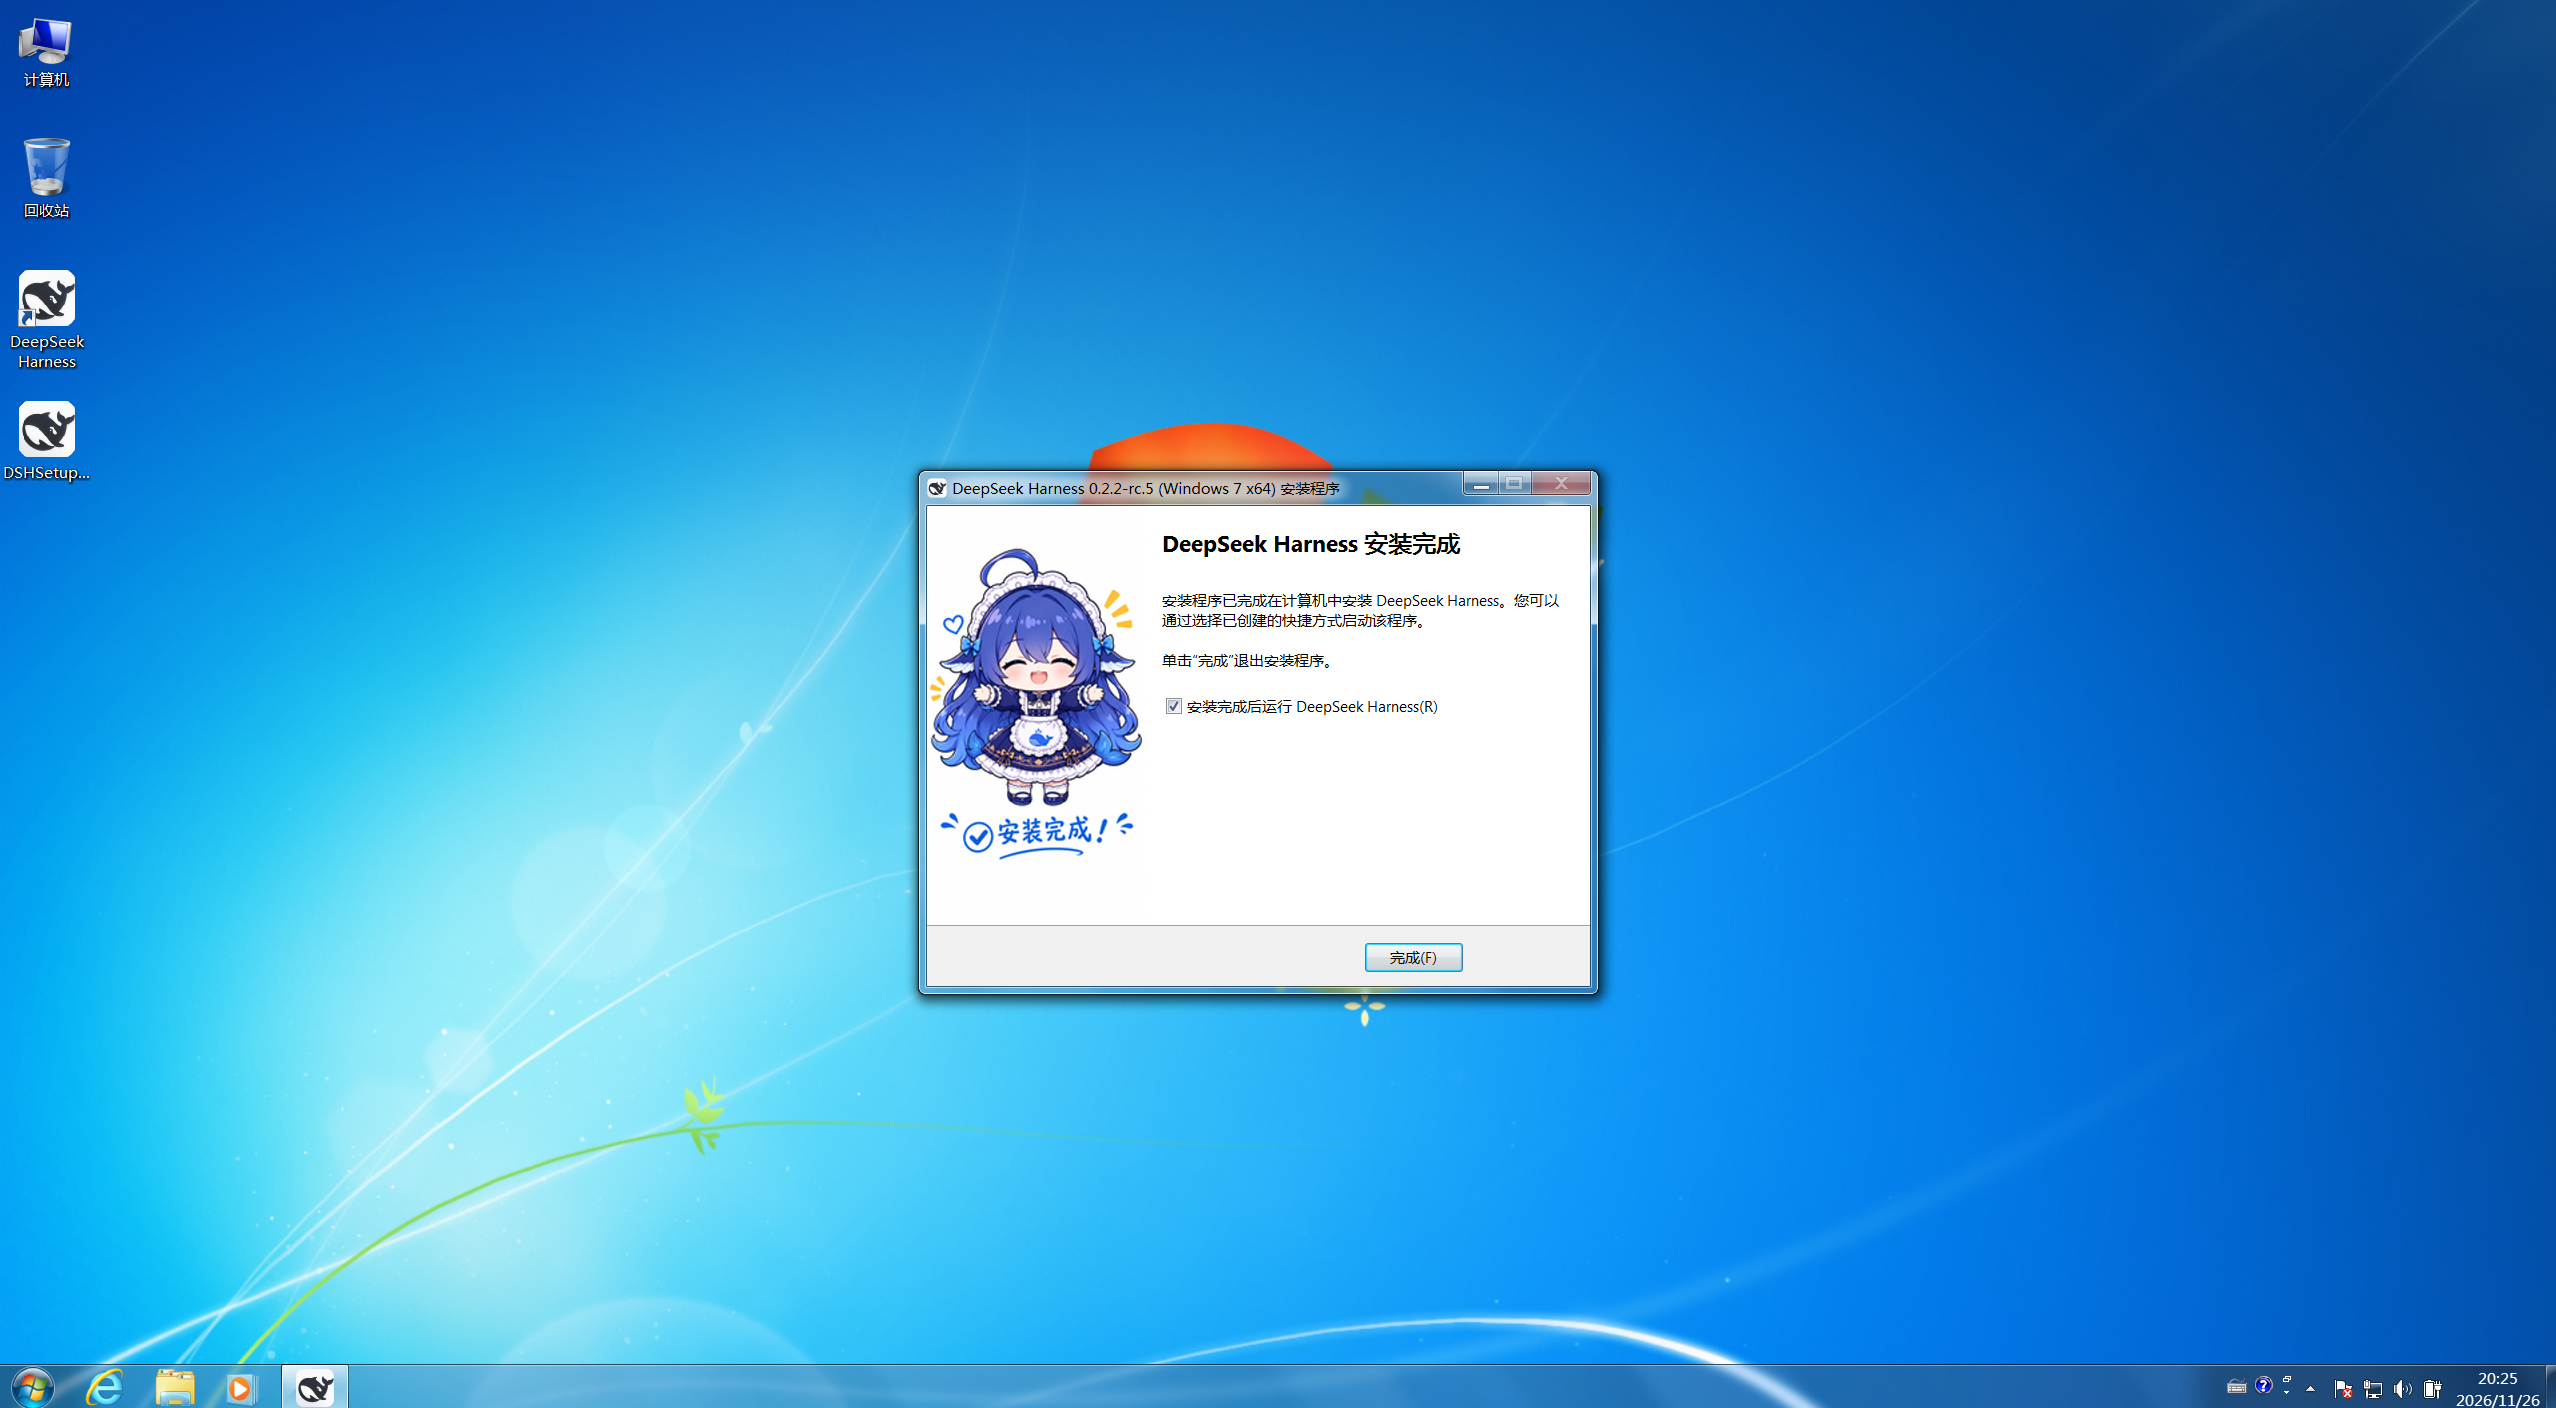 计算机
回收站
DeepSeek
Harness
DSHSetup...
DeepSeek Harness 0.2.2-rc.5 (Windows 7 x64) 安装程序
DeepSeek Harness 安装完成
安装程序已完成在计算机中安装 DeepSeek Harness。您可以
通过选择已创建的快捷方式启动该程序。
单击“完成”退出安装程序。
安装完成后运行 DeepSeek Harness(R)
安装完成!
完成(F)
20:25
2026/11/26